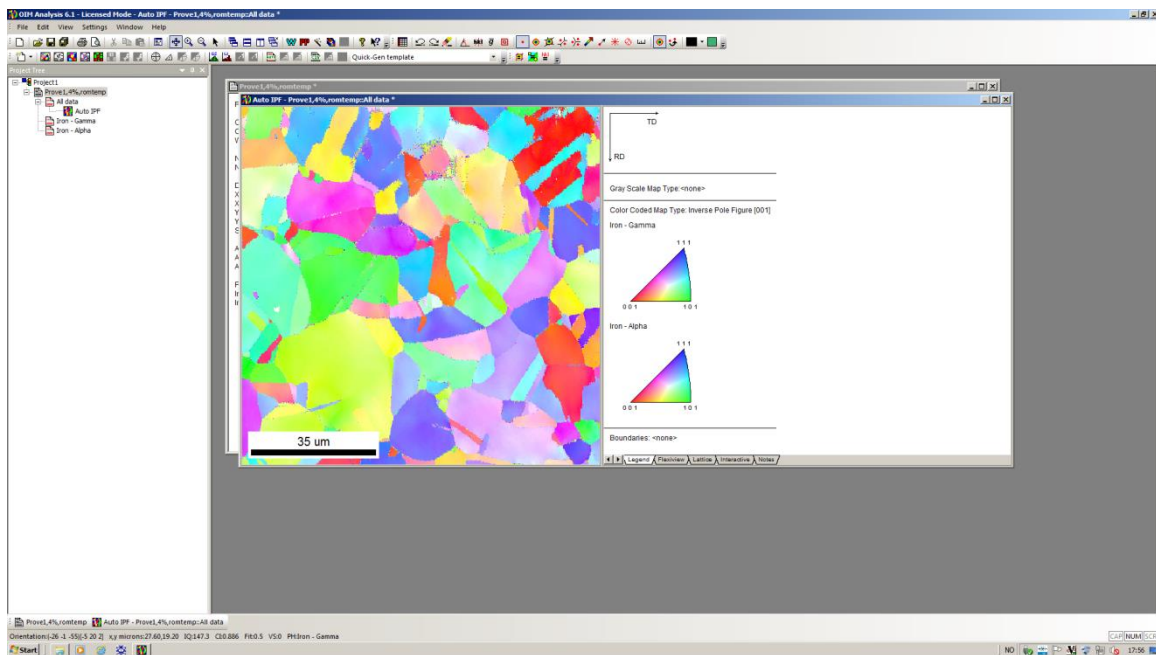 OIM Analysis 6.1 - Licensed Mode - Auto IPF - Prove1,4%,romtemp::All data *
File Edit View Settings Window Help
Quick-Gen template
Project Tree
Project1
Prove1,4%,romtemp
All data
Auto IPF
Iron - Gamma
Iron - Alpha
Prove1,4%,romtemp *
Auto IPF - Prove1,4%,romtemp::All data *
TD
RD
Gray Scale Map Type:<none>
Color Coded Map Type: Inverse Pole Figure [001]
Iron - Gamma
1 1 1
0 0 1 1 0 1
Iron - Alpha
1 1 1
0 0 1 1 0 1
Boundaries: <none>
35 um
Legend Flexiview Lattice Interactive Notes
Prove1,4%,romtemp Auto IPF - Prove1,4%,romtemp::All data
Orientation:(-26 -1 -55)[-5 20 2] x,y microns:27.60,19.20 IQ:147.3 CI:0.886 Fit:0.5 VS:0 PH:Iron - Gamma
CAP NUM SCR
Start NO 17:56